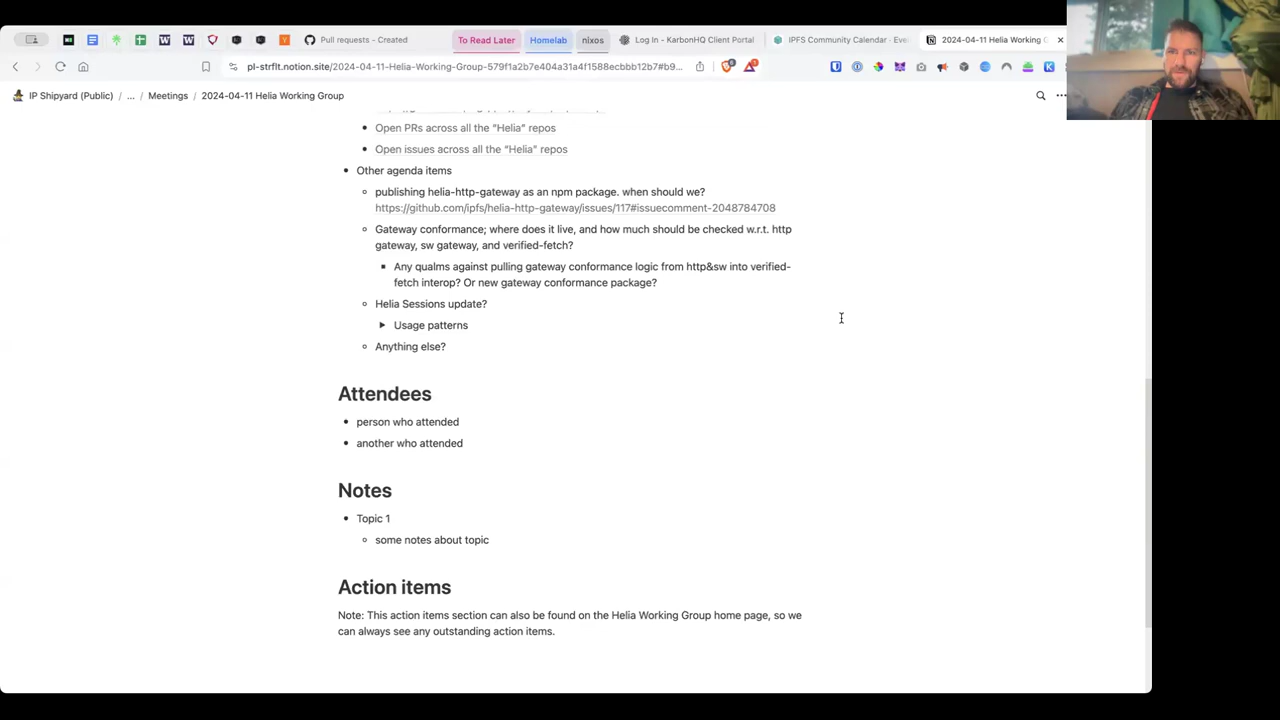 Pull requests - Created
To Read Later
Homelab
nixos
Log In - KarbonHQ Client Portal
IPFS Community Calendar · Eve
2024-04-11 Helia Working G
pl-strflt.notion.site/2024-04-11-Helia-Working-Group-579f1a2b7e404a31a4f1588ecbbb12b7#b9...
IP Shipyard (Public) / ... / Meetings / 2024-04-11 Helia Working Group
Open PRs across all the "Helia" repos
Open issues across all the "Helia" repos
Other agenda items
publishing helia-http-gateway as an npm package. when should we?
https://github.com/ipfs/helia-http-gateway/issues/117#issuecomment-2048784708
Gateway conformance; where does it live, and how much should be checked w.r.t. http
gateway, sw gateway, and verified-fetch?
Any qualms against pulling gateway conformance logic from http&sw into verified-
fetch interop? Or new gateway conformance package?
Helia Sessions update?
Usage patterns
Anything else?
Attendees
person who attended
another who attended
Notes
Topic 1
some notes about topic
Action items
Note: This action items section can also be found on the Helia Working Group home page, so we
can always see any outstanding action items.